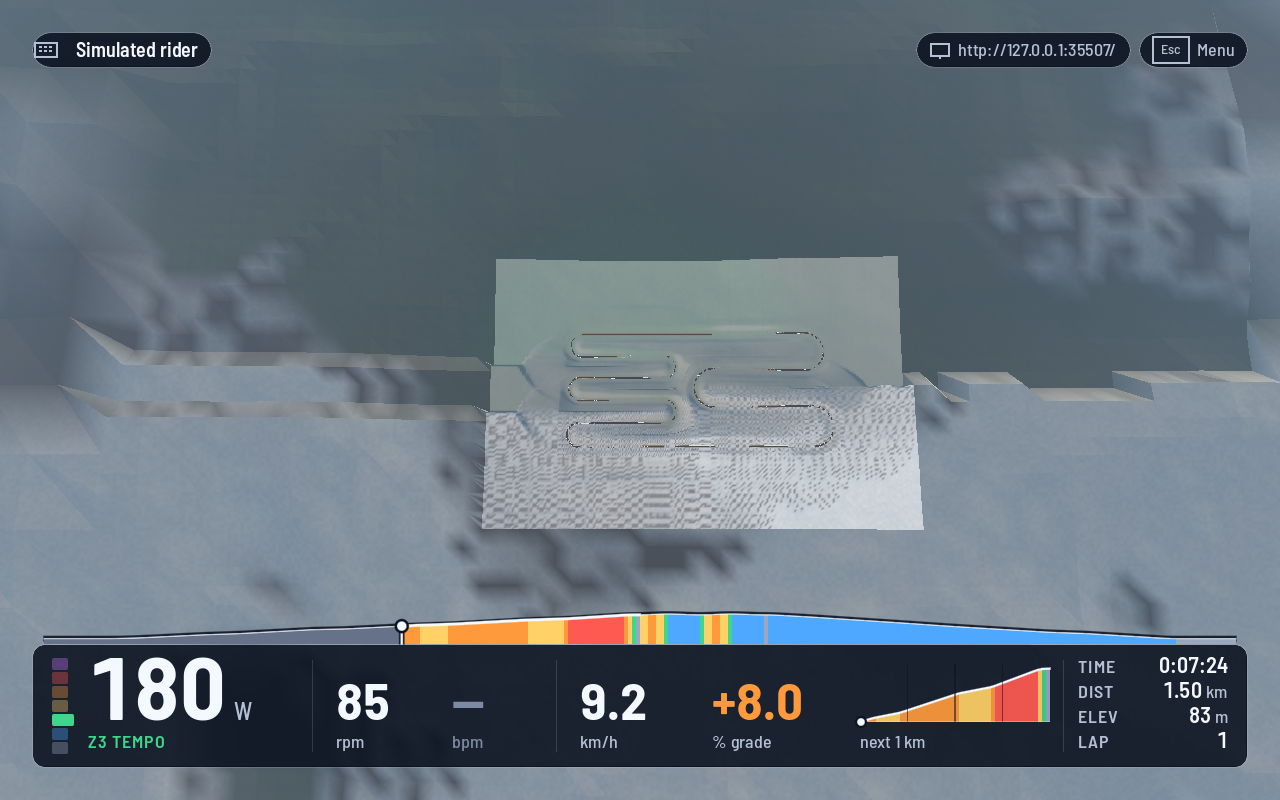 Simulated rider
http://127.0.0.1:35507/
Esc Menu
180 W
Z3 TEMPO
85
rpm
—
bpm
9.2
km/h
+8.0
% grade
next 1 km
TIME 0:07:24
DIST 1.50 km
ELEV 83 m
LAP 1